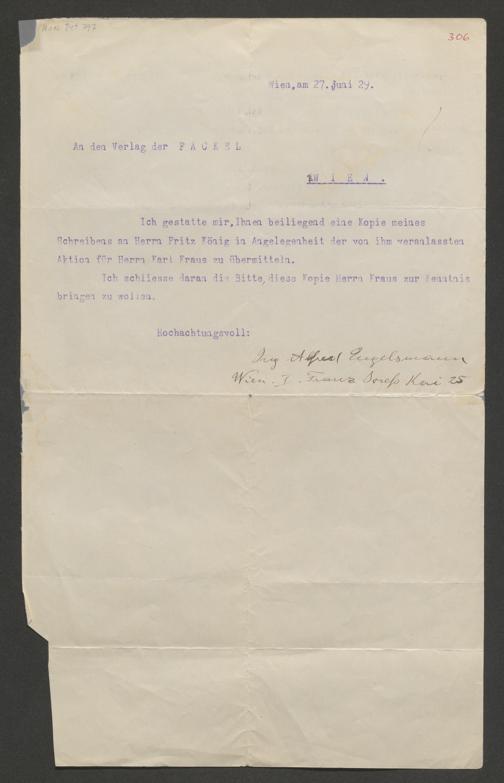 306
Wien, am 27. Juni 29.
An den Verlag der F A C K E L
W I E N .
Ich gestatte mir, Ihnen beiliegend eine Kopie meines
Schreibens an Herrn Fritz König in Angelegenheit der von ihm veranlassten
Aktion für Herrn Karl Kraus zu übermitteln.
Ich schliesse daran die Bitte, diese Kopie Herrn Kraus zur Kenntnis
bringen zu wollen.
Hochachtungsvoll:
Ing Alfred Engelsmann
Wien. I. Franz Josefs Kai 25